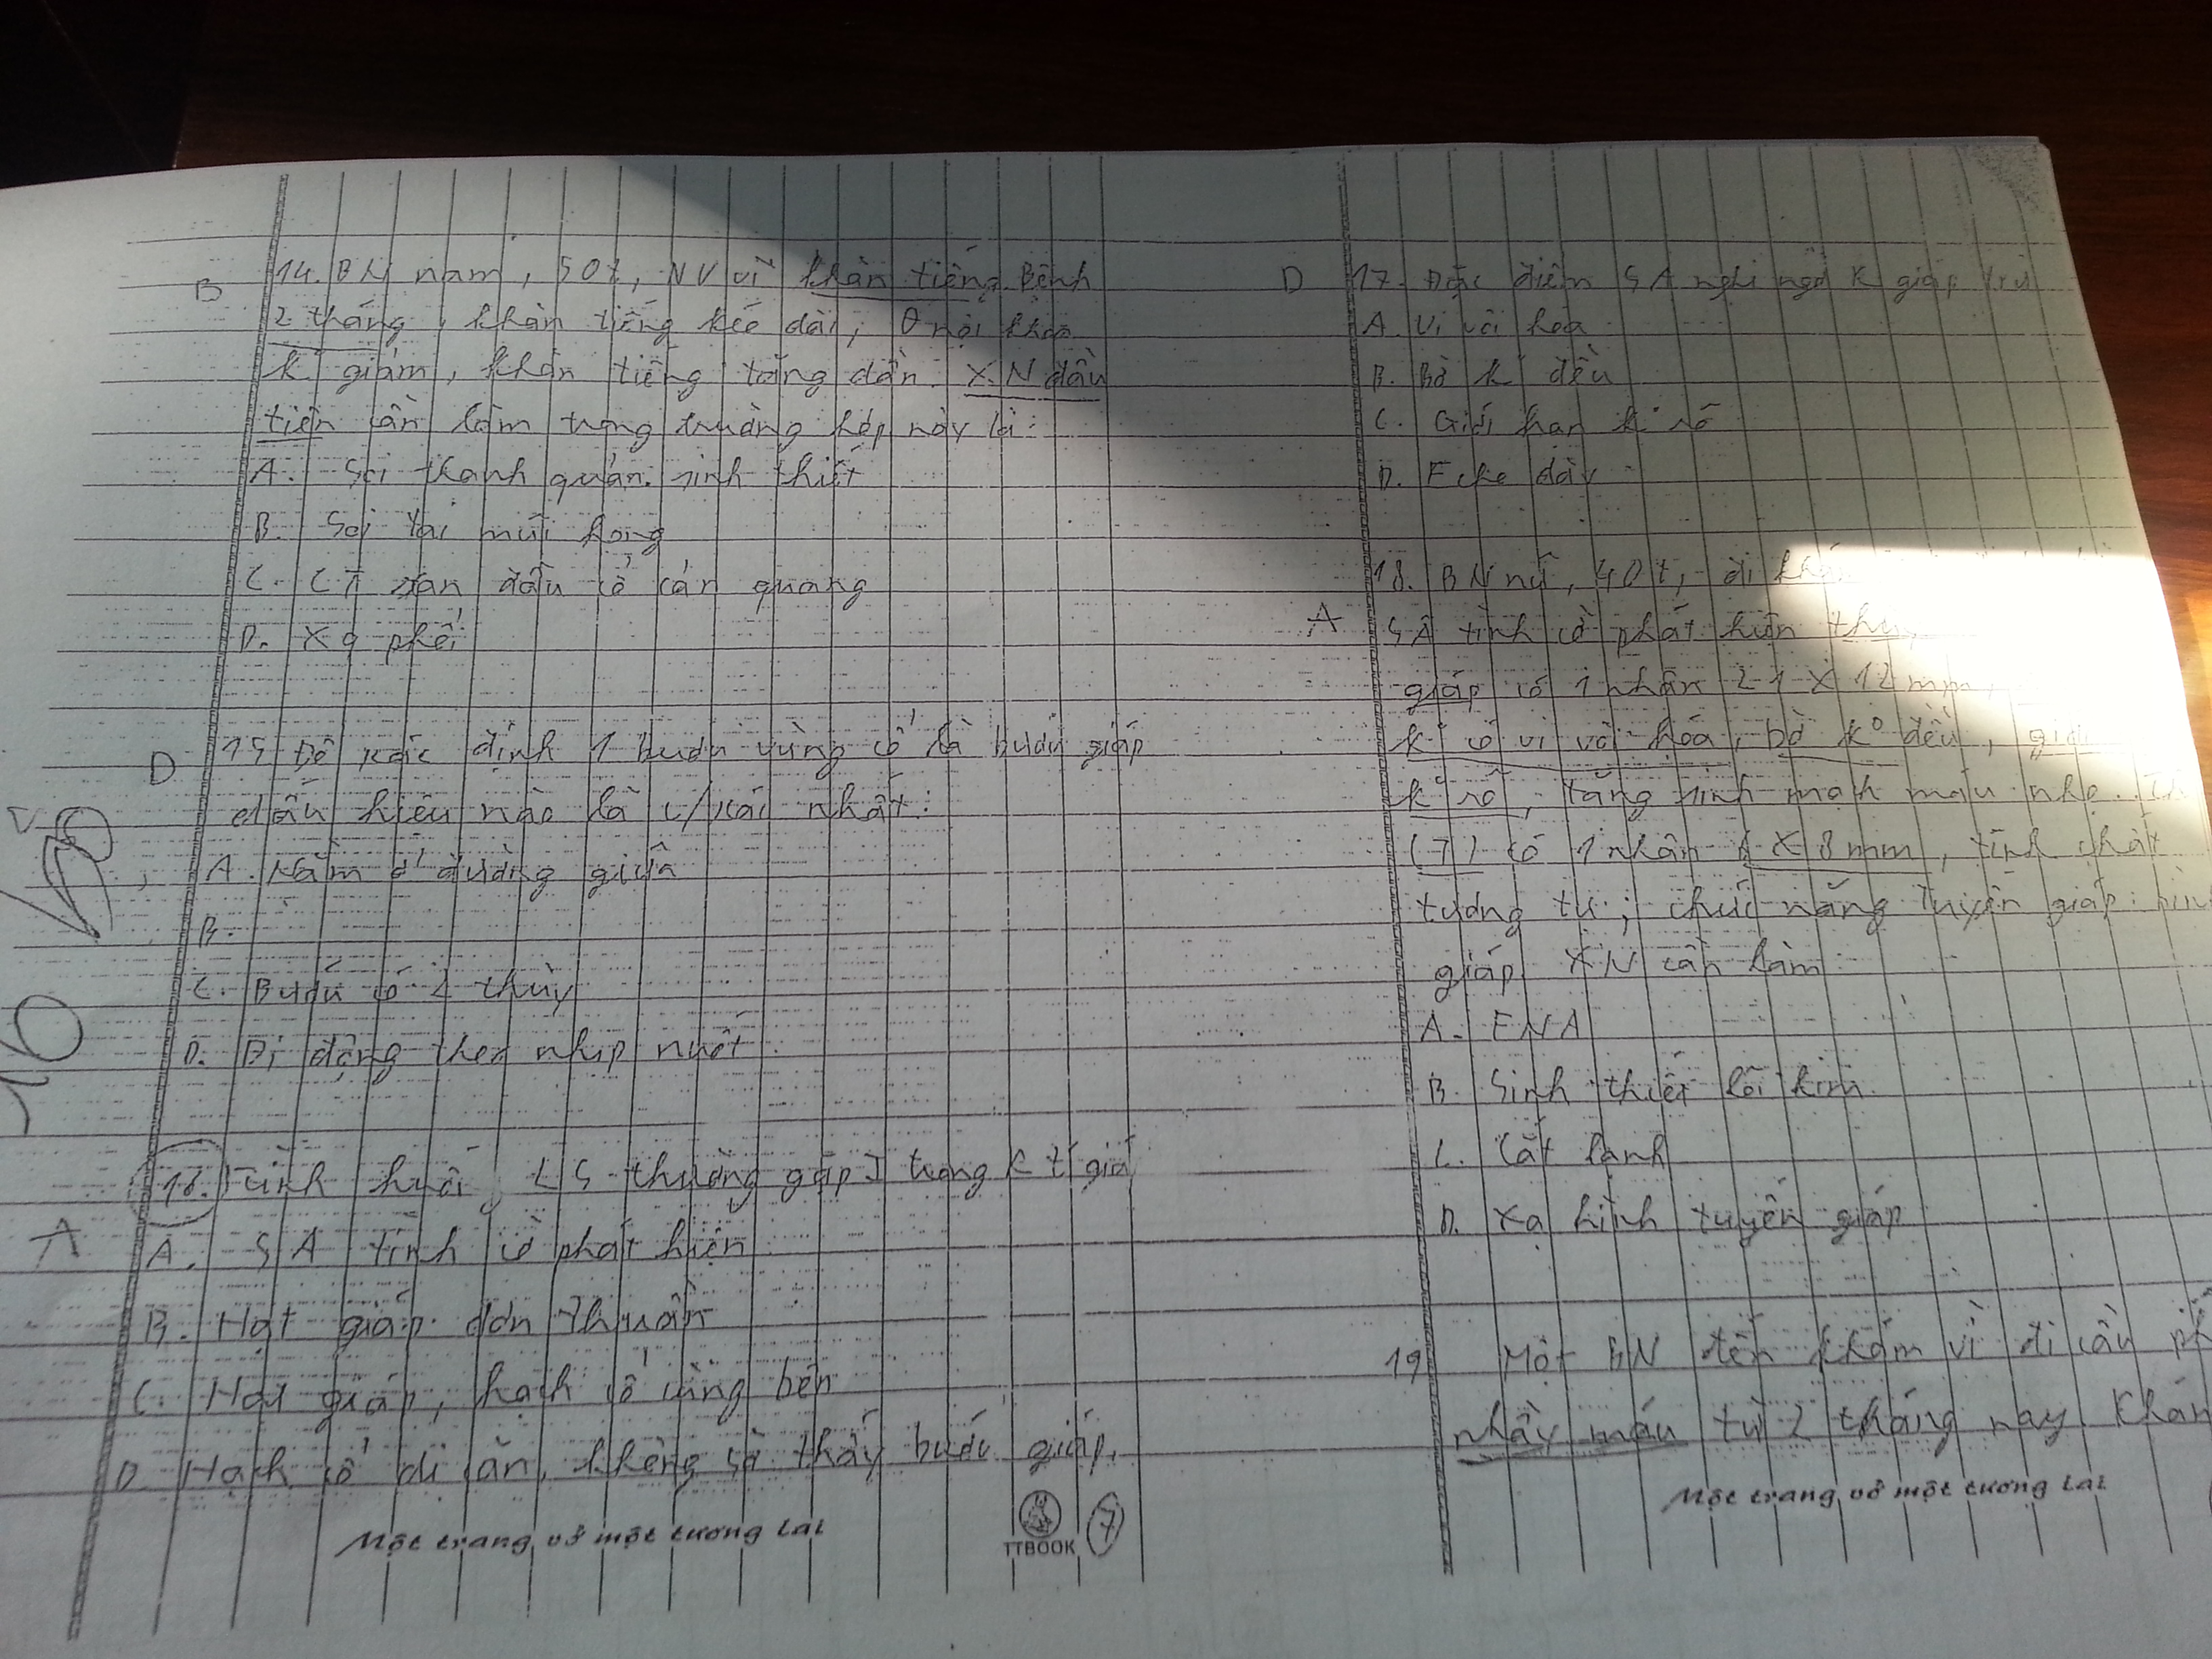 B 14. BN nam, 50t, NV vì khàn tiếng. Bệnh
2 tháng, khàn tiếng kéo dài, θ nội khoa
k° giảm, khàn tiếng tăng dần. XN đầu
tiên cần làm trong trường hợp này là:
A. Soi thanh quản. sinh thiết
B. Soi tai mũi họng
C. CT scan đầu cổ cản quang
D. XQ phổi
D 15. Để xác định 1 bướu vùng cổ là bướu giáp
dấu hiệu nào là c/xác nhất:
A. Nằm ở đường giữa
B.
C. Bướu có 2 thùy
D. Di động theo nhịp nuốt
16. Tình huống LS thường gặp I trong K t/ giá
A A. SA tình cờ phát hiện
B. Hạt giáp đơn thuần
C. Hạt giáp, hạch cổ cùng bên
D. Hạch cổ di căn, không sờ thấy bướu giáp.
Một trang vở một tương lai
TTBOOK 7
10
D 17. Đặc điểm SA nghi ngờ K giáp trừ
A. Vi vôi hóa
B. Bờ k° đều
C. Giới hạn k° rõ
D. Echo dày
18. BN nữ, 40t, đi
A SA tình cờ phát hiện
giáp có 1 nhân 21 X 12 mm,
k° có vi vôi hóa, bờ k° đều,
k° rõ, tăng sinh mạch máu nhẹ.
(T) có 1 nhân X 8 mm, tính chất
tương tự; chức năng tuyến giáp:
giáp. XN cần làm:
A. FNA
B. Sinh thiết lõi kim
C. Cắt lạnh
D. Xạ hình tuyến giáp
19. Một BN đến khám vì đi cầu
nhầy máu từ 2 tháng nay. Khám
Một trang vở một tương lai